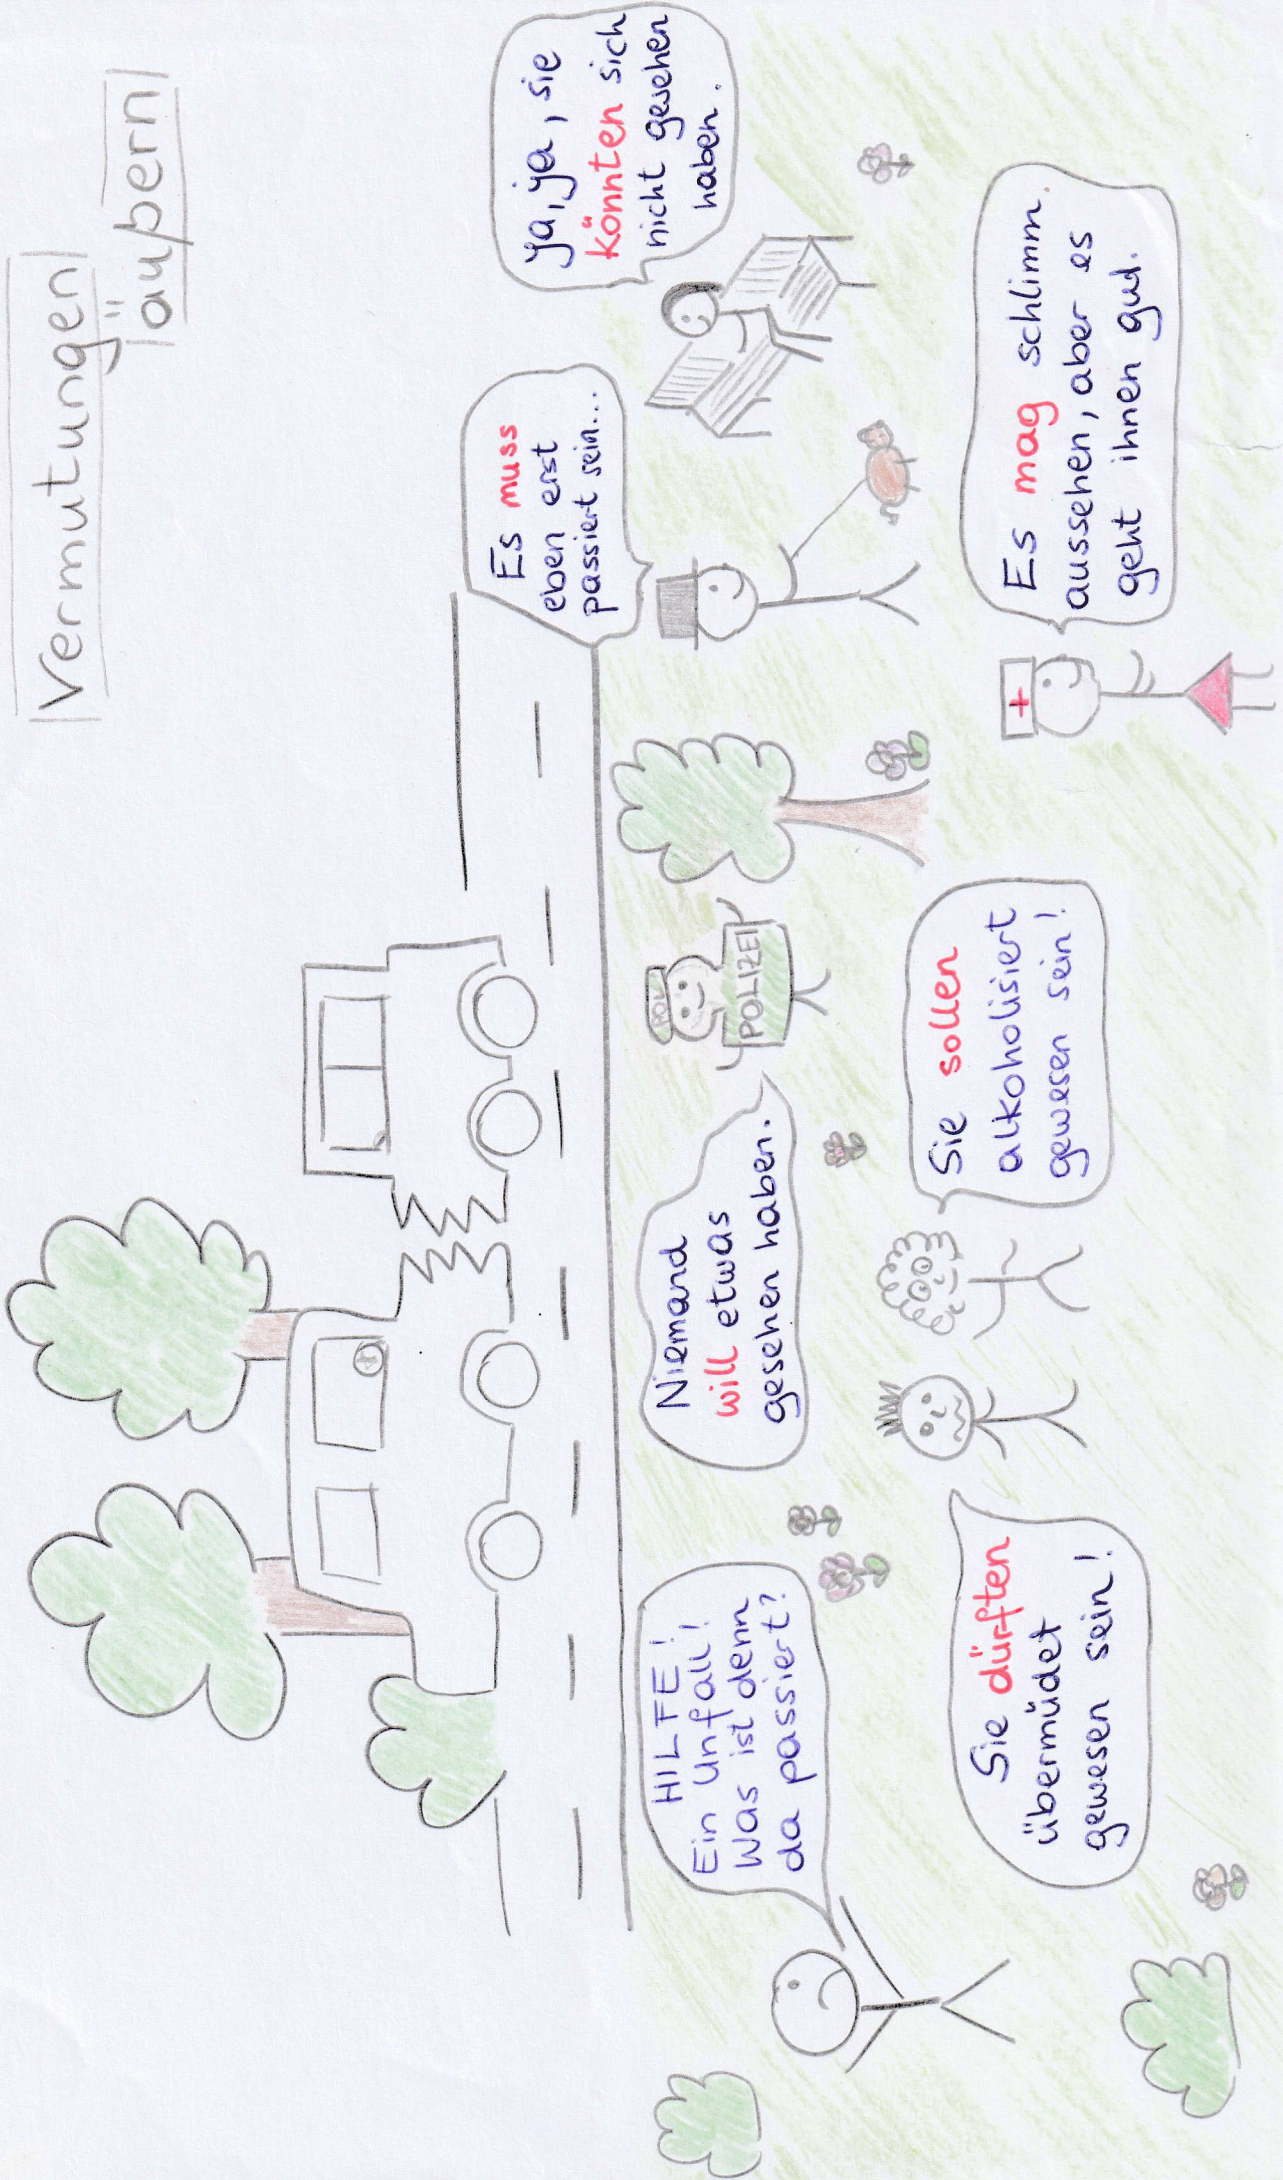 Vermutungen
äußern
HILFE!
Ein Unfall!
Was ist denn
da passiert?
Niemand
will etwas
gesehen haben.
POL
POLIZEI
Es muss
eben erst
passiert sein...
ja, ja, sie
könnten sich
nicht gesehen
haben.
Sie dürften
übermüdet
gewesen sein!
Sie sollen
alkoholisiert
gewesen sein!
Es mag schlimm
aussehen, aber es
geht ihnen gut.